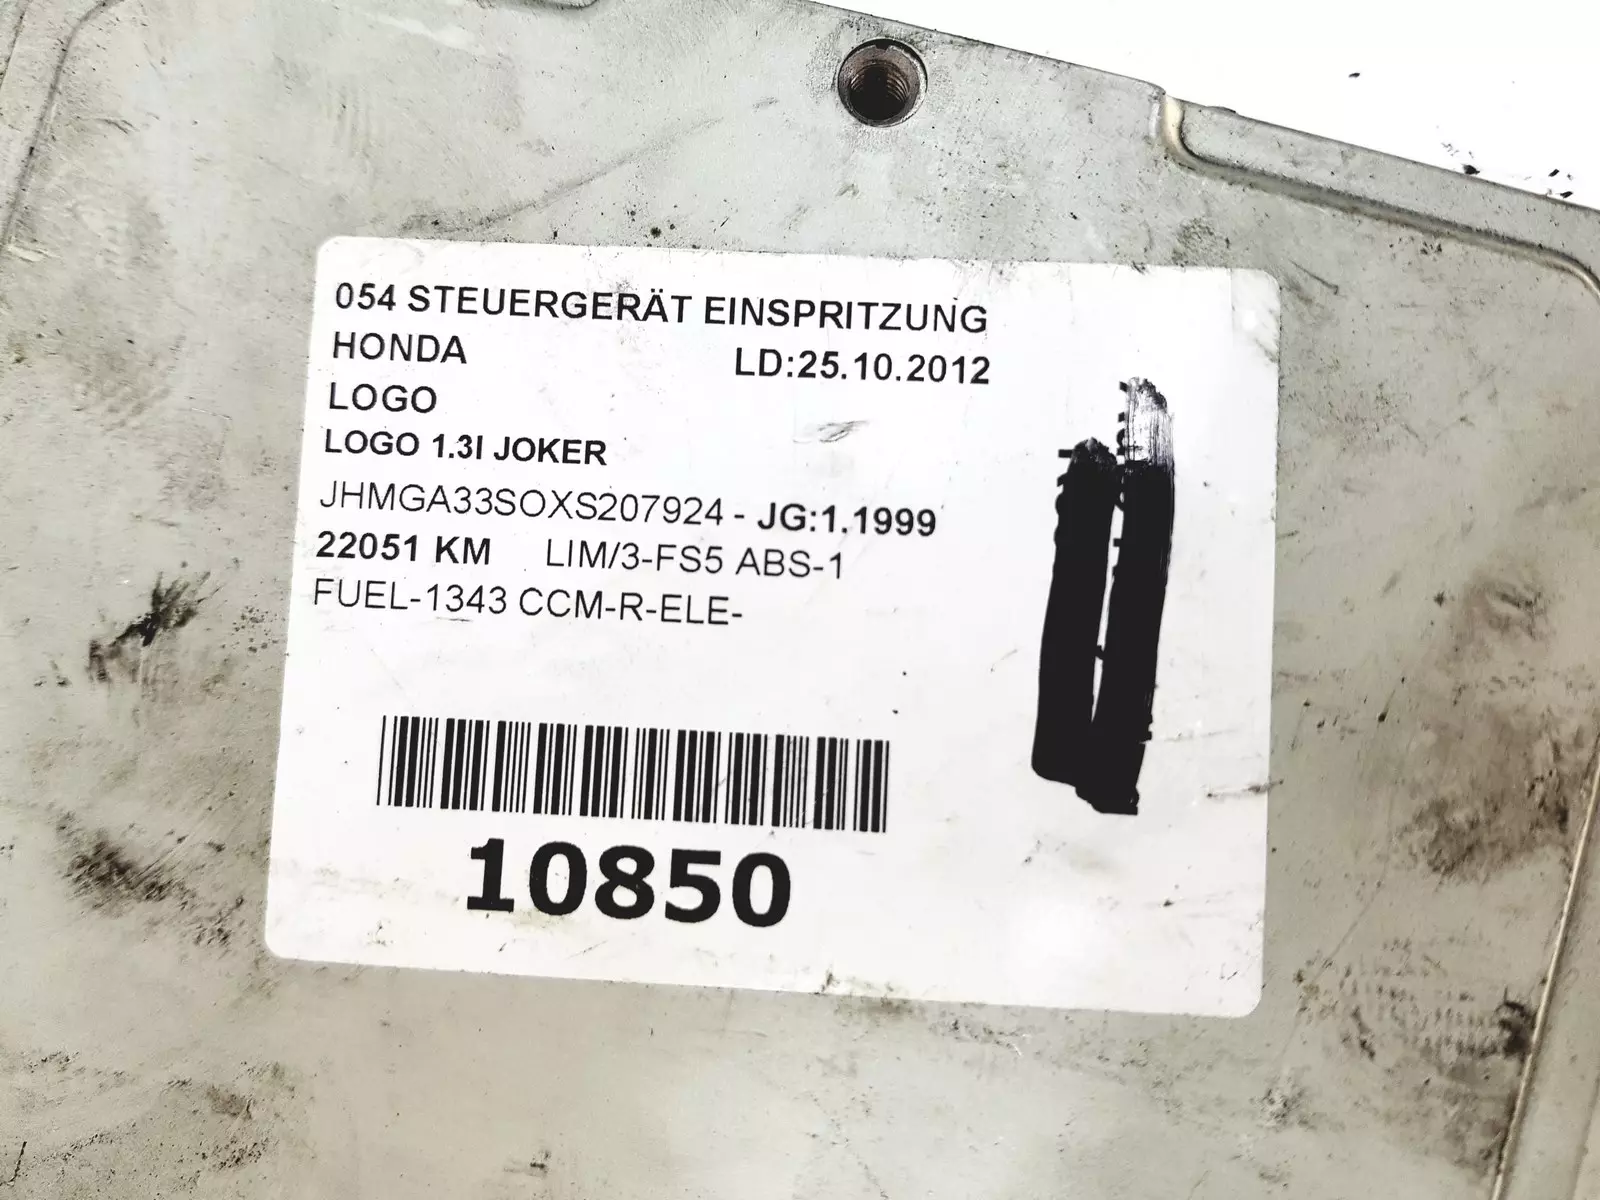 054 STEUERGERÄT EINSPRITZUNG
HONDA LD:25.10.2012
LOGO
LOGO 1.3I JOKER
JHMGA33SOXS207924 - JG:1.1999
22051 KM LIM/3-FS5 ABS-1
FUEL-1343 CCM-R-ELE-
10850